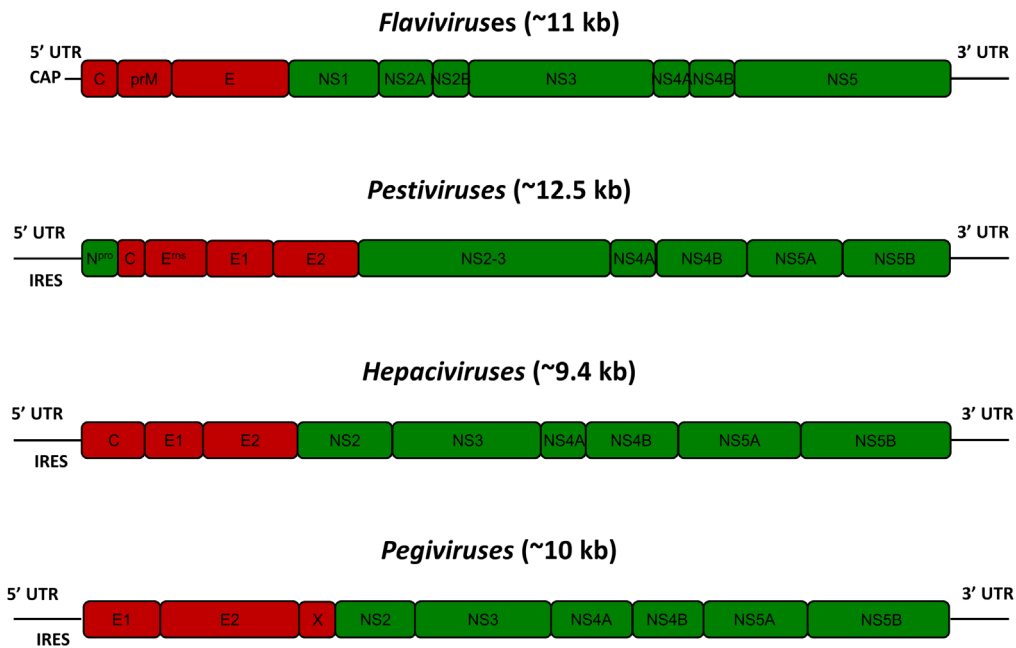 Flaviviruses (~11 kb)
5’ UTR
3’ UTR
CAP
C prM E NS1 NS2A NS2B NS3 NS4A NS4B NS5
Pestiviruses (~12.5 kb)
5’ UTR
3’ UTR
Npro C Erns E1 E2 NS2-3 NS4A NS4B NS5A NS5B
IRES
Hepaciviruses (~9.4 kb)
5’ UTR
3’ UTR
C E1 E2 NS2 NS3 NS4A NS4B NS5A NS5B
IRES
Pegiviruses (~10 kb)
5’ UTR
3’ UTR
E1 E2 X NS2 NS3 NS4A NS4B NS5A NS5B
IRES